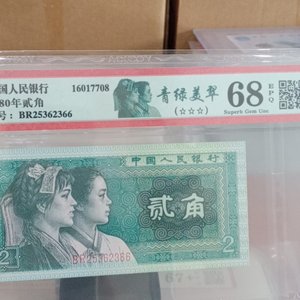 国人民银行
80年贰角
号: BR25362366
16017708
青绿美翠
(☆☆☆)
68 EPQ
Superb Gem Unc
中国人民银行
贰角
BR25362366
2
2